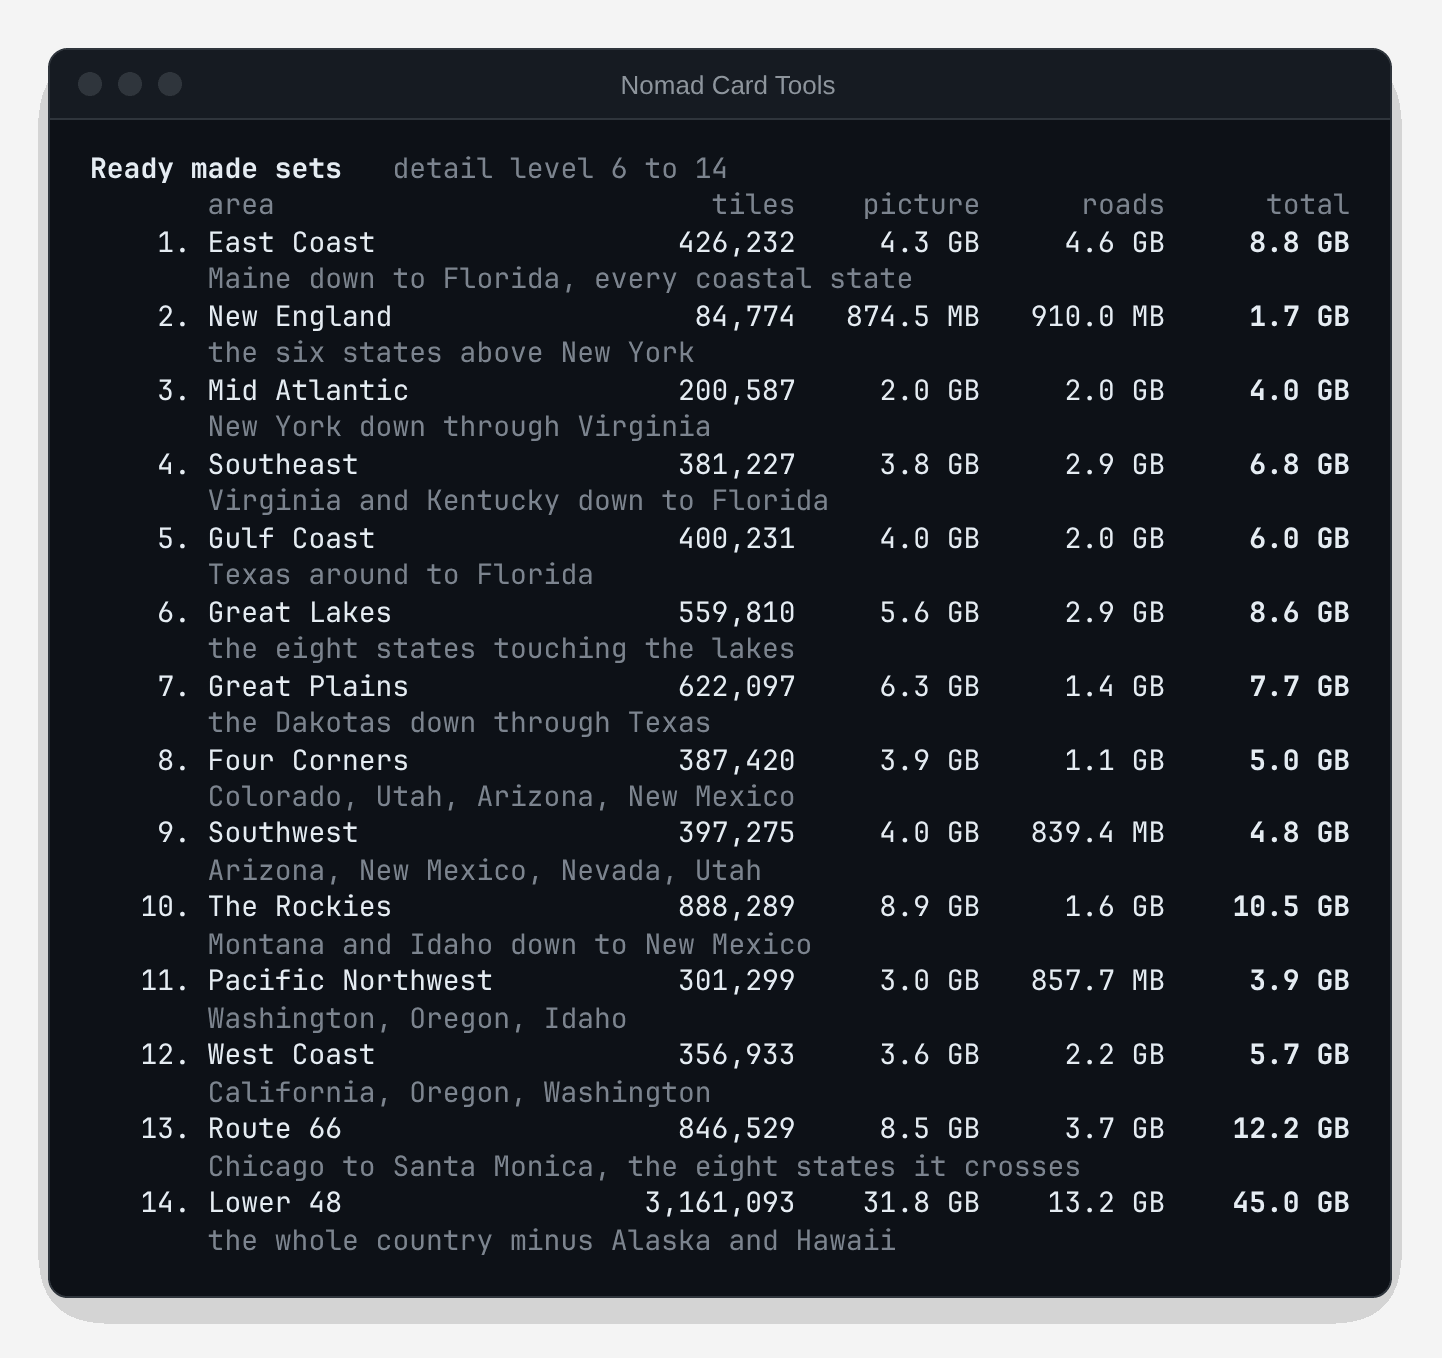 Nomad Card Tools
Ready made sets   detail level 6 to 14
area   tiles   picture   roads   total
1. East Coast   426,232   4.3 GB   4.6 GB   8.8 GB
Maine down to Florida, every coastal state
2. New England   84,774   874.5 MB   910.0 MB   1.7 GB
the six states above New York
3. Mid Atlantic   200,587   2.0 GB   2.0 GB   4.0 GB
New York down through Virginia
4. Southeast   381,227   3.8 GB   2.9 GB   6.8 GB
Virginia and Kentucky down to Florida
5. Gulf Coast   400,231   4.0 GB   2.0 GB   6.0 GB
Texas around to Florida
6. Great Lakes   559,810   5.6 GB   2.9 GB   8.6 GB
the eight states touching the lakes
7. Great Plains   622,097   6.3 GB   1.4 GB   7.7 GB
the Dakotas down through Texas
8. Four Corners   387,420   3.9 GB   1.1 GB   5.0 GB
Colorado, Utah, Arizona, New Mexico
9. Southwest   397,275   4.0 GB   839.4 MB   4.8 GB
Arizona, New Mexico, Nevada, Utah
10. The Rockies   888,289   8.9 GB   1.6 GB   10.5 GB
Montana and Idaho down to New Mexico
11. Pacific Northwest   301,299   3.0 GB   857.7 MB   3.9 GB
Washington, Oregon, Idaho
12. West Coast   356,933   3.6 GB   2.2 GB   5.7 GB
California, Oregon, Washington
13. Route 66   846,529   8.5 GB   3.7 GB   12.2 GB
Chicago to Santa Monica, the eight states it crosses
14. Lower 48   3,161,093   31.8 GB   13.2 GB   45.0 GB
the whole country minus Alaska and Hawaii